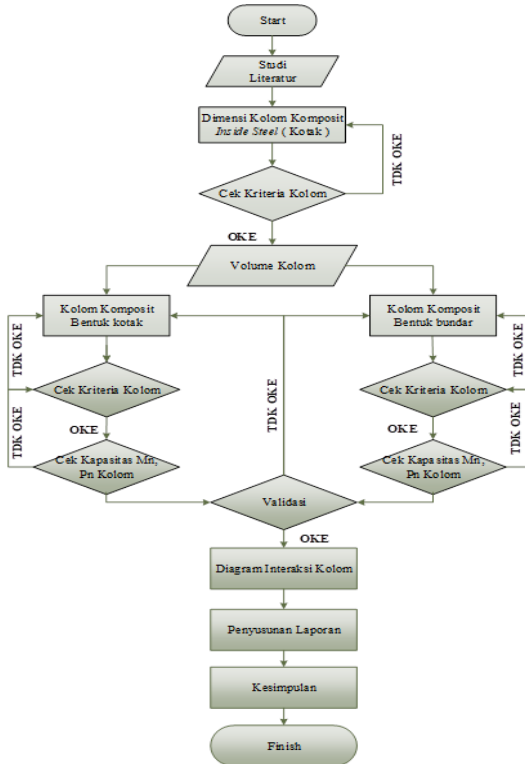 Start
Studi
Literatur
Dimensi Kolom Komposit
Inside Steel ( Kotak )
TDK OKE
Cek Kriteria Kolom
OKE
Volume Kolom
Kolom Komposit
Bentuk kotak
Kolom Komposit
Bentuk bundar
TDK OKE
TDK OKE
Cek Kriteria Kolom
TDK OKE
Cek Kriteria Kolom
OKE
OKE
TDK OKE
TDK OKE
Cek Kapasitas Mn,
Pn Kolom
Cek Kapasitas Mn,
Pn Kolom
Validasi
OKE
Diagram Interaksi Kolom
Penyusunan Laporan
Kesimpulan
Finish